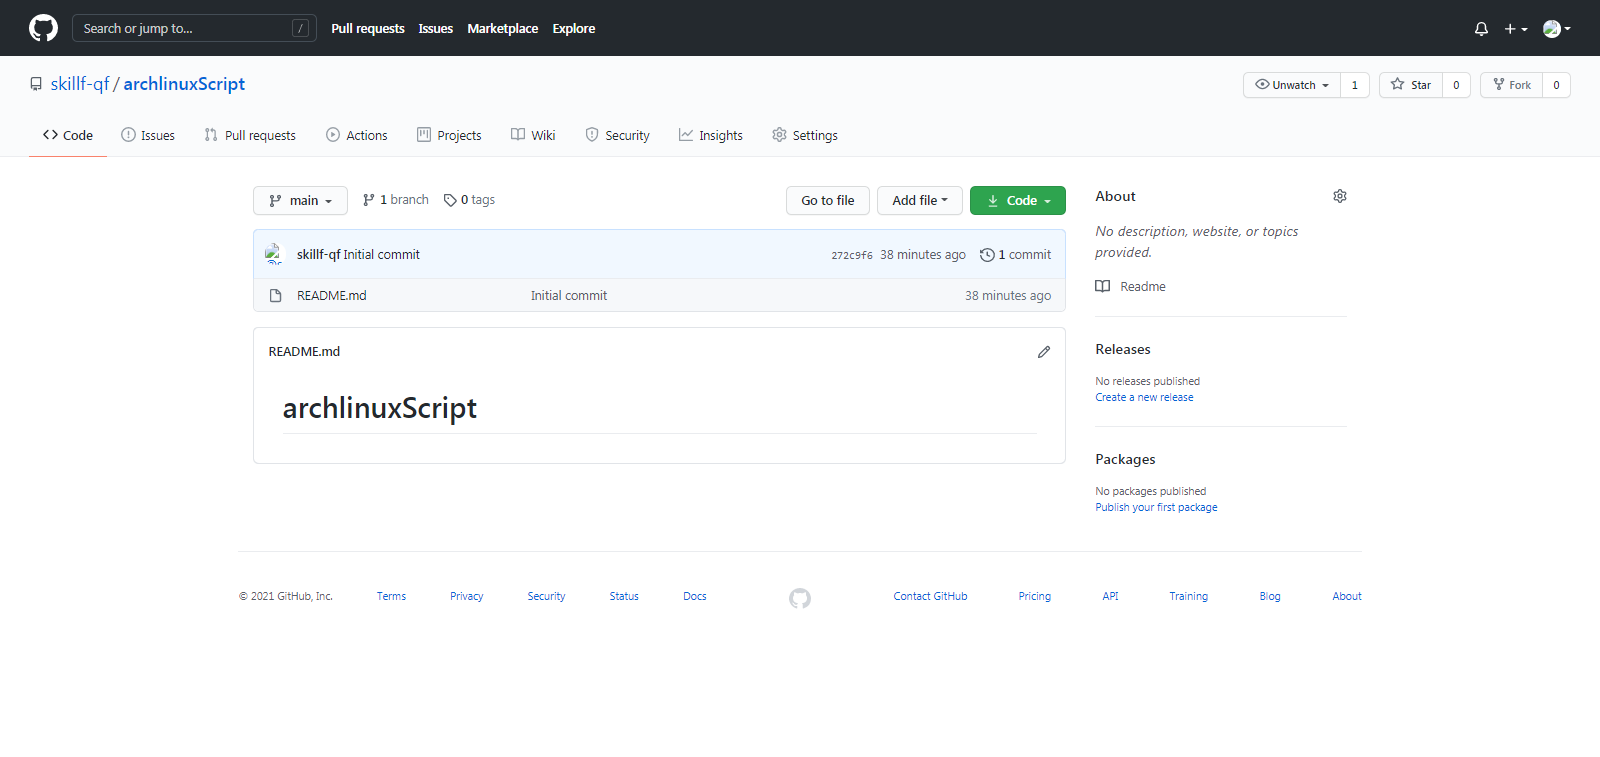 Search or jump to... / Pull requests Issues Marketplace Explore
skillf-qf / archlinuxScript Unwatch 1 Star 0 Fork 0
Code Issues Pull requests Actions Projects Wiki Security Insights Settings
main 1 branch 0 tags Go to file Add file Code
skillf-qf Initial commit 272c9f6 38 minutes ago 1 commit
README.md Initial commit 38 minutes ago
README.md
archlinuxScript
About
No description, website, or topics
provided.
Readme
Releases
No releases published
Create a new release
Packages
No packages published
Publish your first package
© 2021 GitHub, Inc. Terms Privacy Security Status Docs Contact GitHub Pricing API Training Blog About